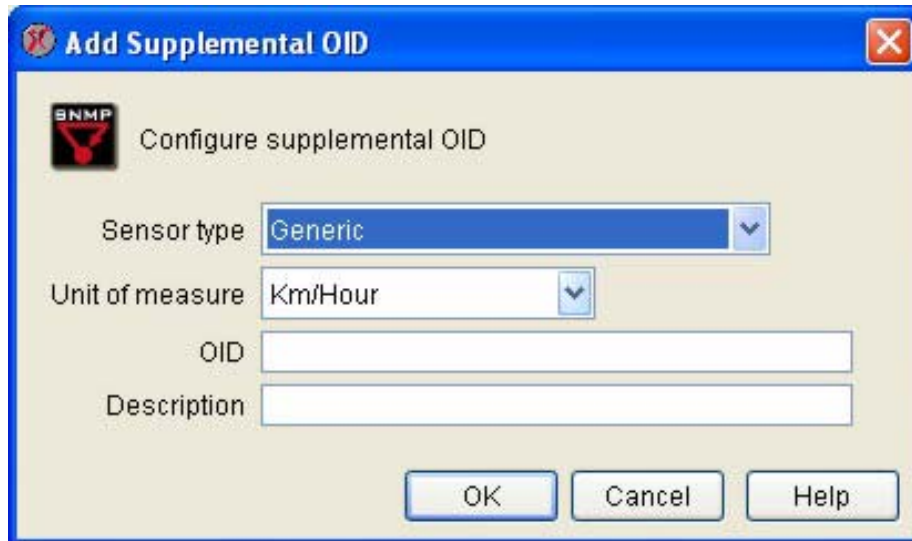 Add Supplemental OID
SNMP
Configure supplemental OID
Sensor type Generic
Unit of measure Km/Hour
OID
Description
OK Cancel Help